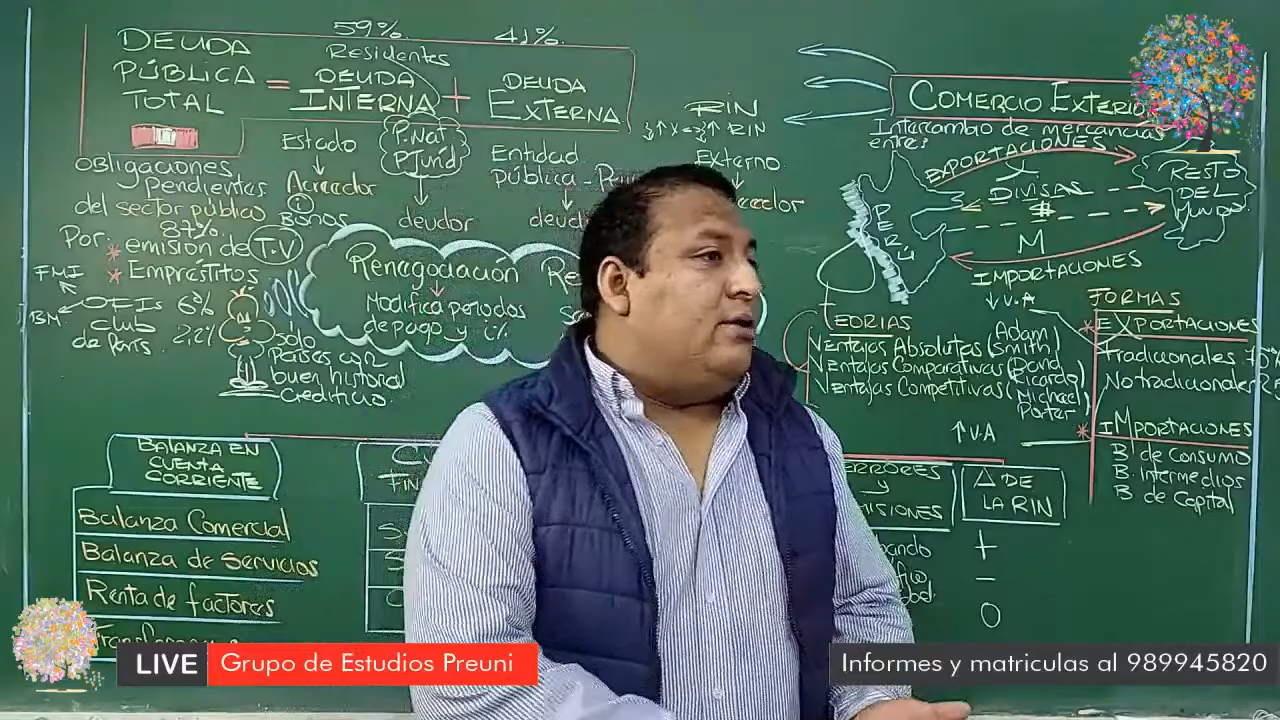 DEUDA
PÚBLICA
TOTAL
=
59%
Residentes
DEUDA
INTERNA
+
41%
DEUDA
EXTERNA
Obligaciones
pendientes
del sector público
87%
Por:
* emisión de T.V
* Empréstitos
FMI
BM
OFIs 6%
club
de París
2,2%
solo
Países con
buen historial
crediticio.
Estado
Acreedor
Bonos
P.Nat
P.Juríd
deudor
Entidad
pública -
Renegociación
Modifica periodos
de pago y i%
RIN
Externo
COMERCIO
Intercambio de mercancías
entre:
EXPORTACIONES
X
DIVISAS
$
M
IMPORTACIONES
PERÚ
RESTO
DEL
MUNDO
↓ V.A
TEORIAS
Ventajas Absolutas (Adam Smith)
Ventajas Comparativas (David Ricardo)
Ventajas Competitivas (Michael Porter)
↑ V.A
FORMAS
* EXPORTACIONES
Tradicionales
No tradicionales
* IMPORTACIONES
B de Consumo
B. Intermedios
B de Capital
BALANZA EN
CUENTA
CORRIENTE
Balanza Comercial
Balanza de servicios
Renta de factores
ERRORES
Y
Δ DE
LA RIN
+
-
0
LIVE Grupo de Estudios Preuni
Informes y matriculas al 989945820